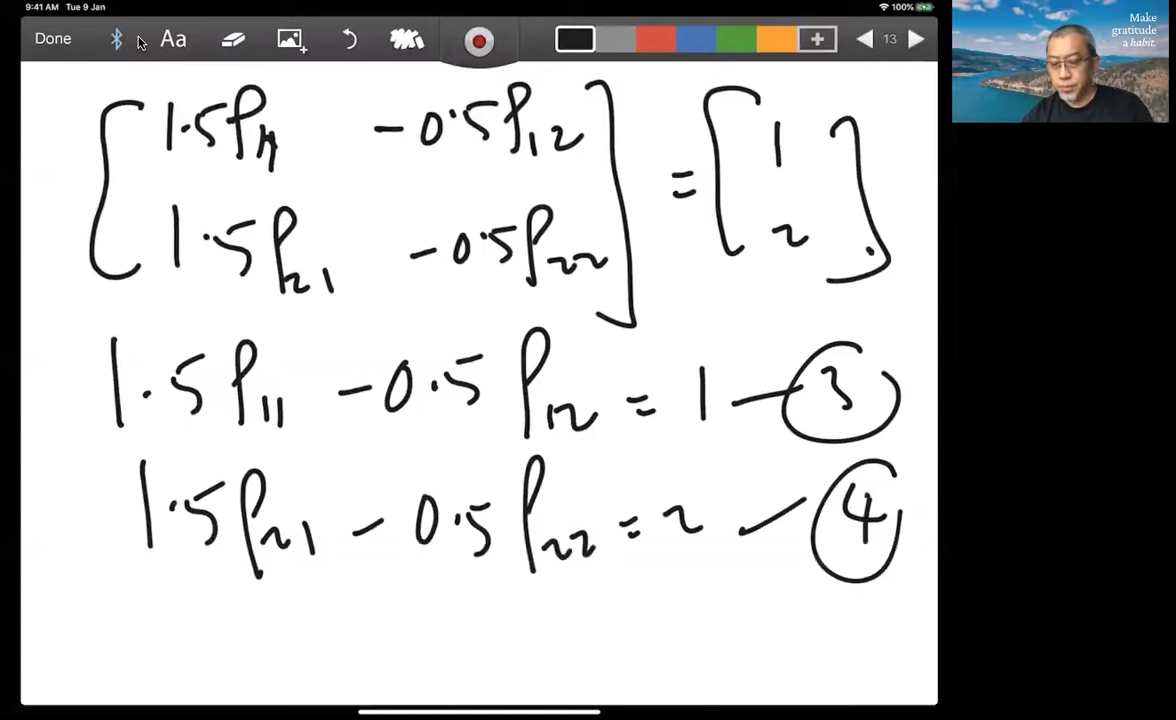 9:41 AM Tue 9 Jan
100%
Done Aa 13
Make
gratitude
a habit.
[1.5P11 -0.5P12
1.5P21 -0.5P22] = [1
2].
1.5P11 - 0.5P12 = 1 — 3
1.5P21 - 0.5P22 = 2 — 4